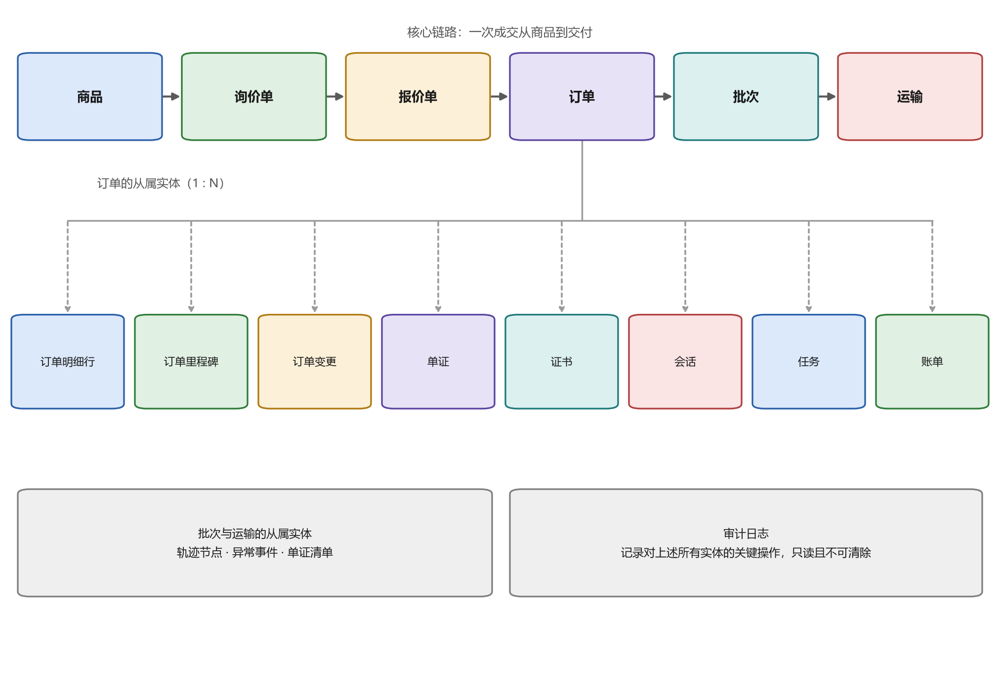 核心链路：一次成交从商品到交付
商品
询价单
报价单
订单
批次
运输
订单的从属实体（1 : N）
订单明细行
订单里程碑
订单变更
单证
证书
会话
任务
账单
批次与运输的从属实体
轨迹节点 · 异常事件 · 单证清单
审计日志
记录对上述所有实体的关键操作，只读且不可清除